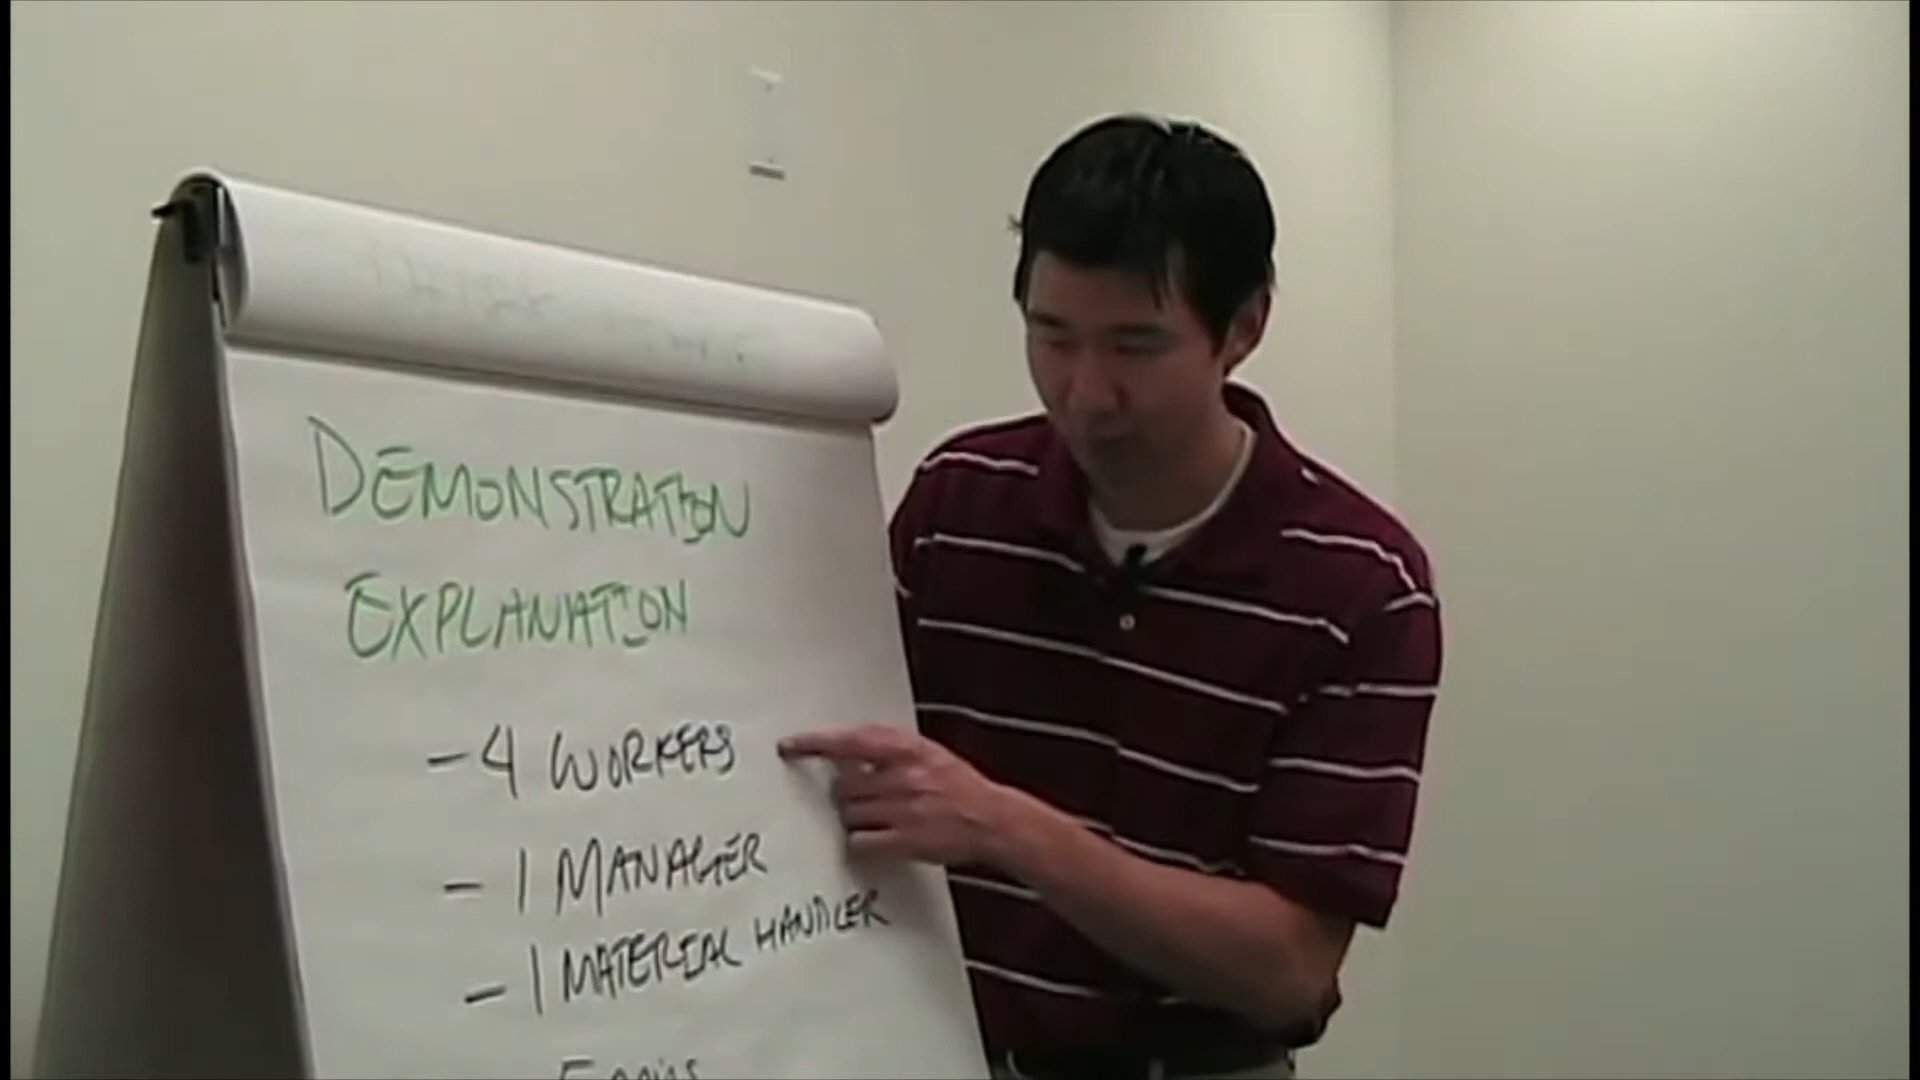 DEMONSTRATION
EXPLANATION
- 4 WORKERS
- 1 MANAGER
- 1 MATERIAL HANDLER